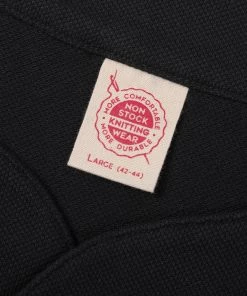 MORE COMFORTABLE
NON
STOCK
KNITTING
WEAR
MORE DURABLE
LARGE (42-44)